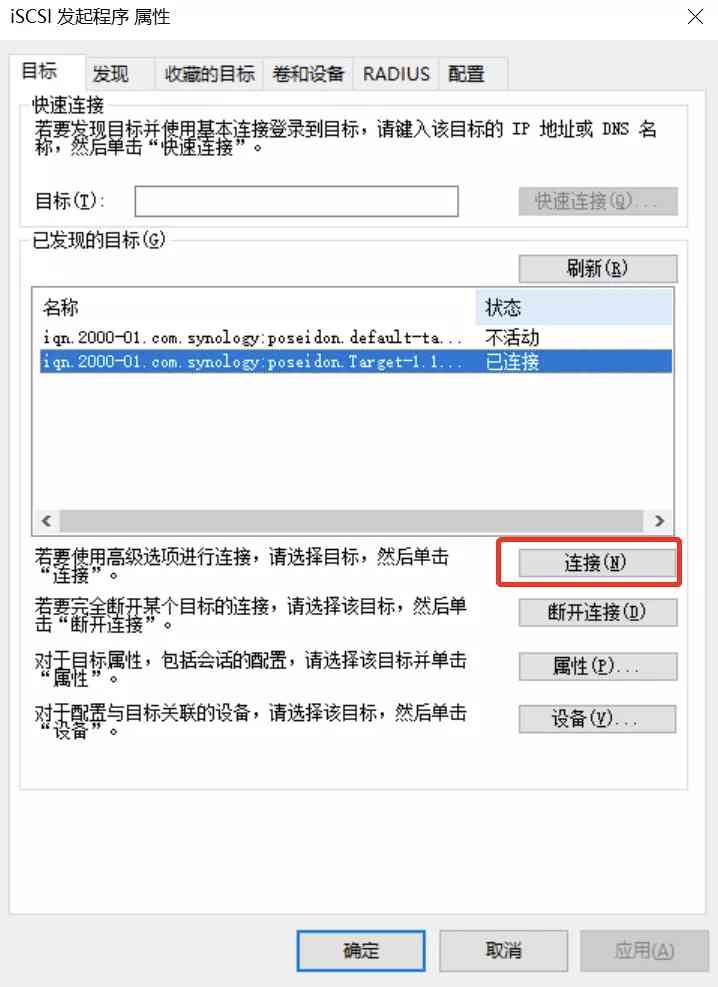 iSCSI 发起程序 属性
目标 发现 收藏的目标 卷和设备 RADIUS 配置
快速连接
若要发现目标并使用基本连接登录到目标，请键入该目标的 IP 地址或 DNS 名
称，然后单击“快速连接”。
目标(T): 快速连接(Q)...
已发现的目标(G)
刷新(R)
名称 状态
iqn.2000-01.com.synology:poseidon.default-ta... 不活动
iqn.2000-01.com.synology:poseidon.Target-1.1... 已连接
若要使用高级选项进行连接，请选择目标，然后单击
“连接”。
连接(N)
若要完全断开某个目标的连接，请选择该目标，然后单
击“断开连接”。
断开连接(D)
对于目标属性，包括会话的配置，请选择该目标并单击
“属性”。
属性(P)...
对于配置与目标关联的设备，请选择该目标，然后单击
“设备”。
设备(V)...
确定 取消 应用(A)